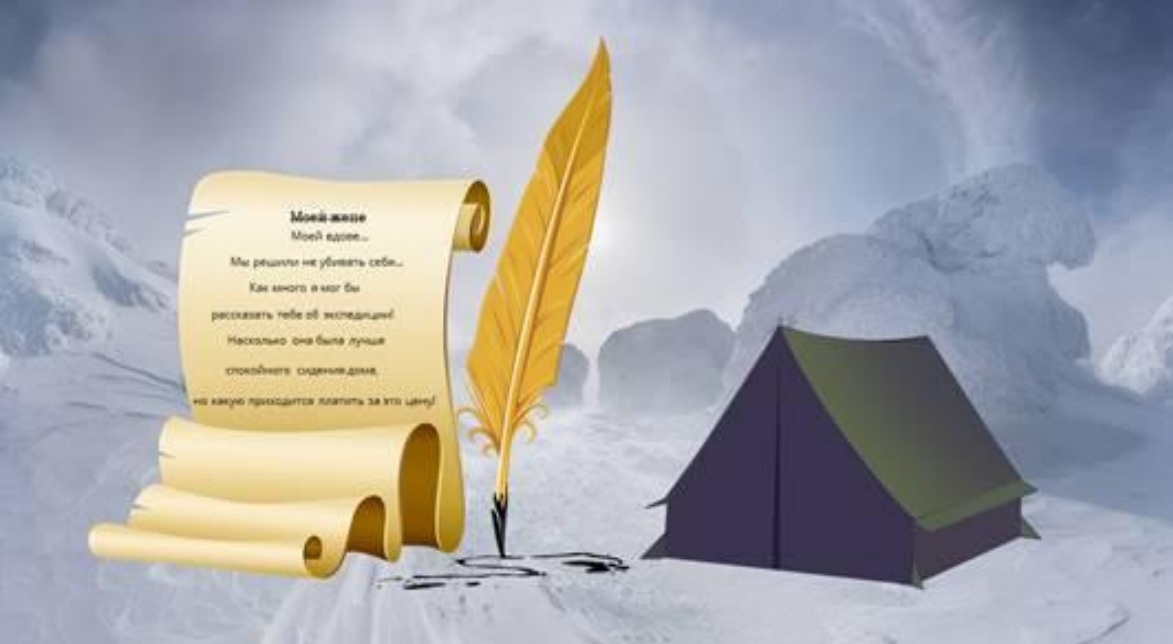 Моей жене
Моей вдове...
Мы решили не убивать себя...
Как много я мог бы
рассказать тебе об экспедиции!
Насколько она была лучше
спокойного сидения дома,
но какую приходится платить за это цену!